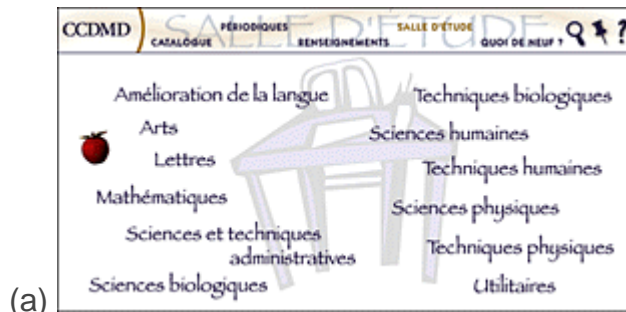 CCDMD
SALLE D'ÉTUDE
PÉRIODIQUES SALLE D'ÉTUDE
CATALOGUE RENSEIGNEMENTS QUOI DE NEUF ? ?
Amélioration de la langue
Arts
Lettres
Mathématiques
Sciences et techniques
administratives
Sciences biologiques
Techniques biologiques
Sciences humaines
Techniques humaines
Sciences physiques
Techniques physiques
Utilitaires
(a)